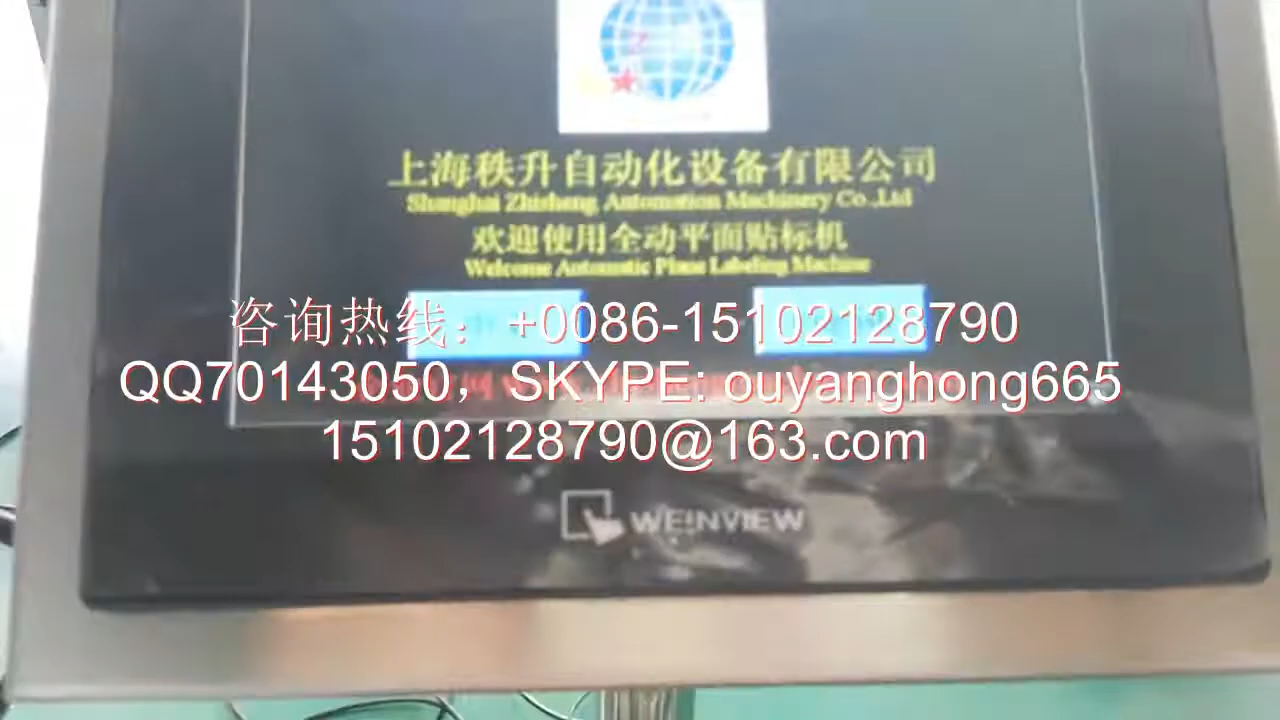 上海秩升自动化设备有限公司
Shanghai Zhisheng Automation Machinery Co.,Ltd
欢迎使用全动平面贴标机
Welcome Automatic Plane Labeling Machine
咨询热线：+0086-15102128790
QQ70143050，SKYPE: ouyanghong665
15102128790@163.com
WEINVIEW